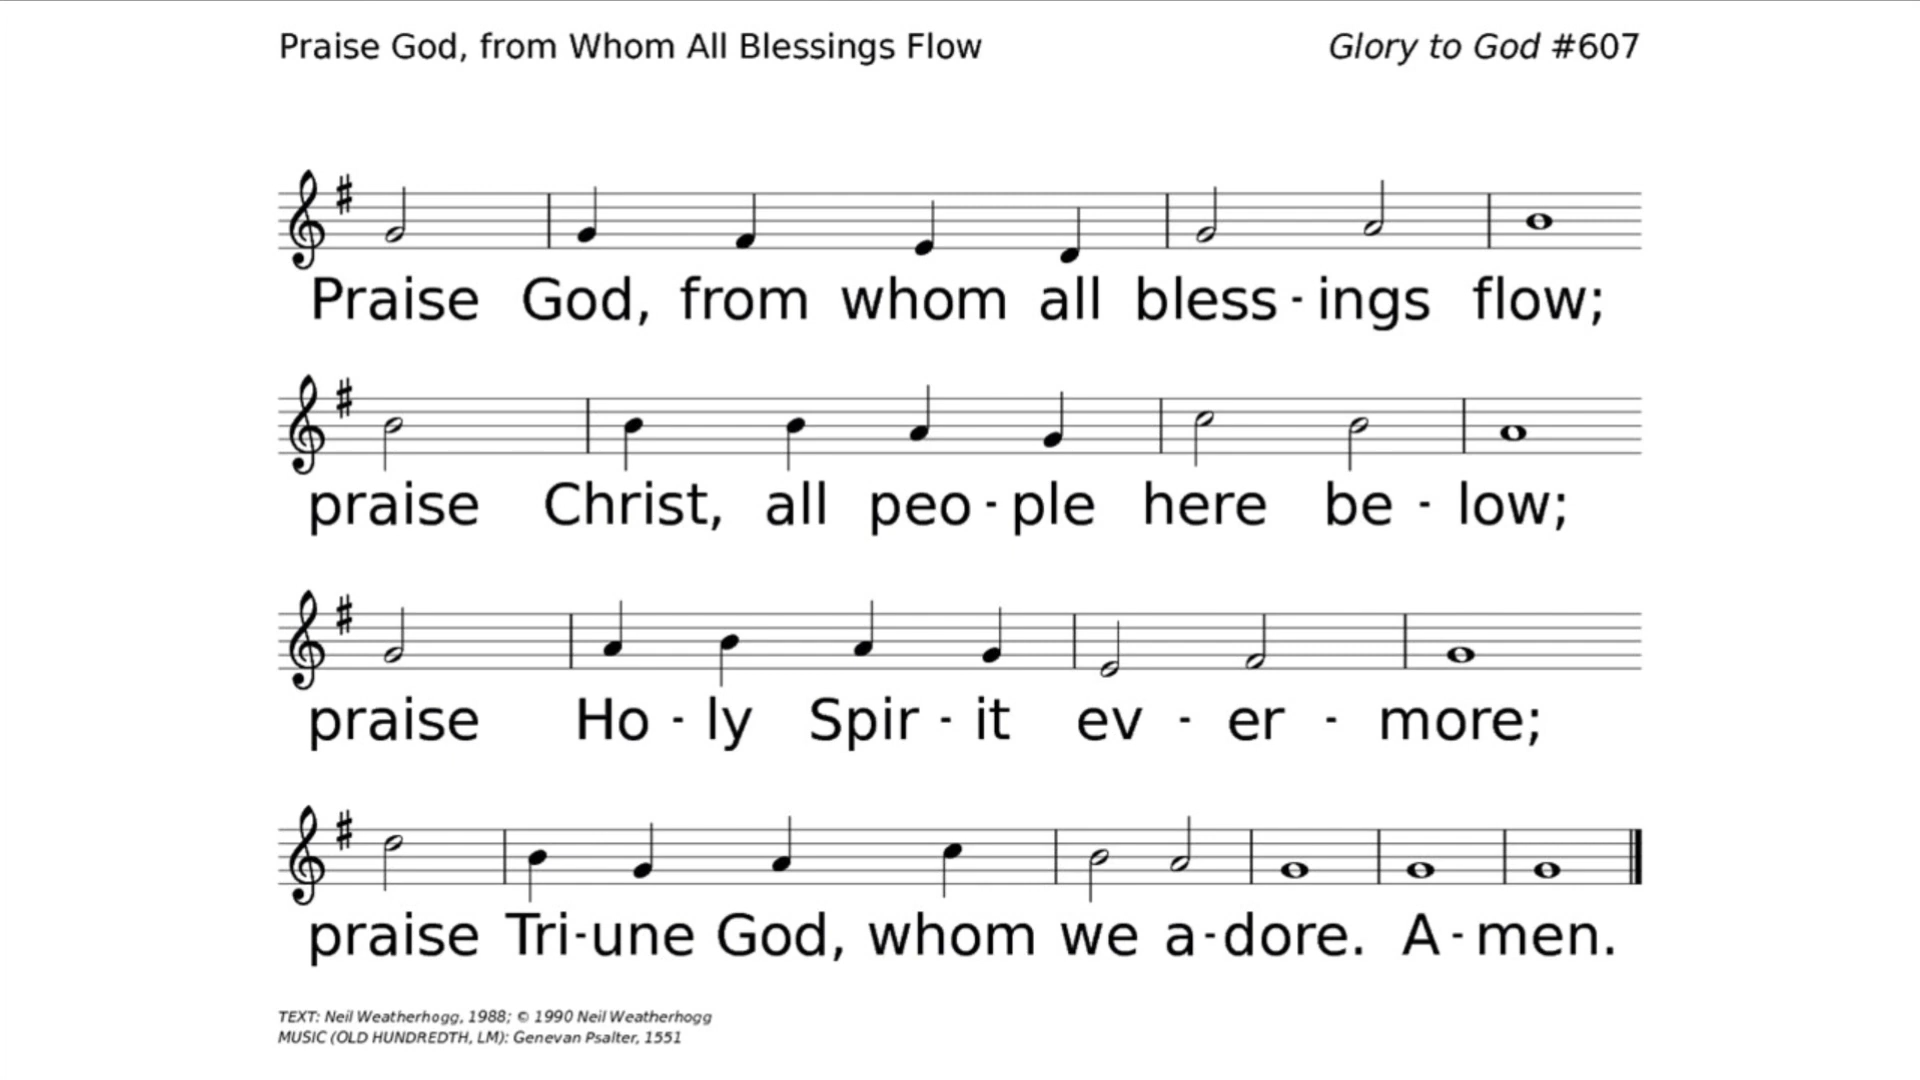 Praise God, from Whom All Blessings Flow
Glory to God #607
Praise God, from whom all bless - ings flow;
praise Christ, all peo - ple here be - low;
praise Ho - ly Spir - it ev - er - more;
praise Tri-une God, whom we a-dore. A-men.
TEXT: Neil Weatherhogg, 1988; © 1990 Neil Weatherhogg
MUSIC (OLD HUNDREDTH, LM): Genevan Psalter, 1551